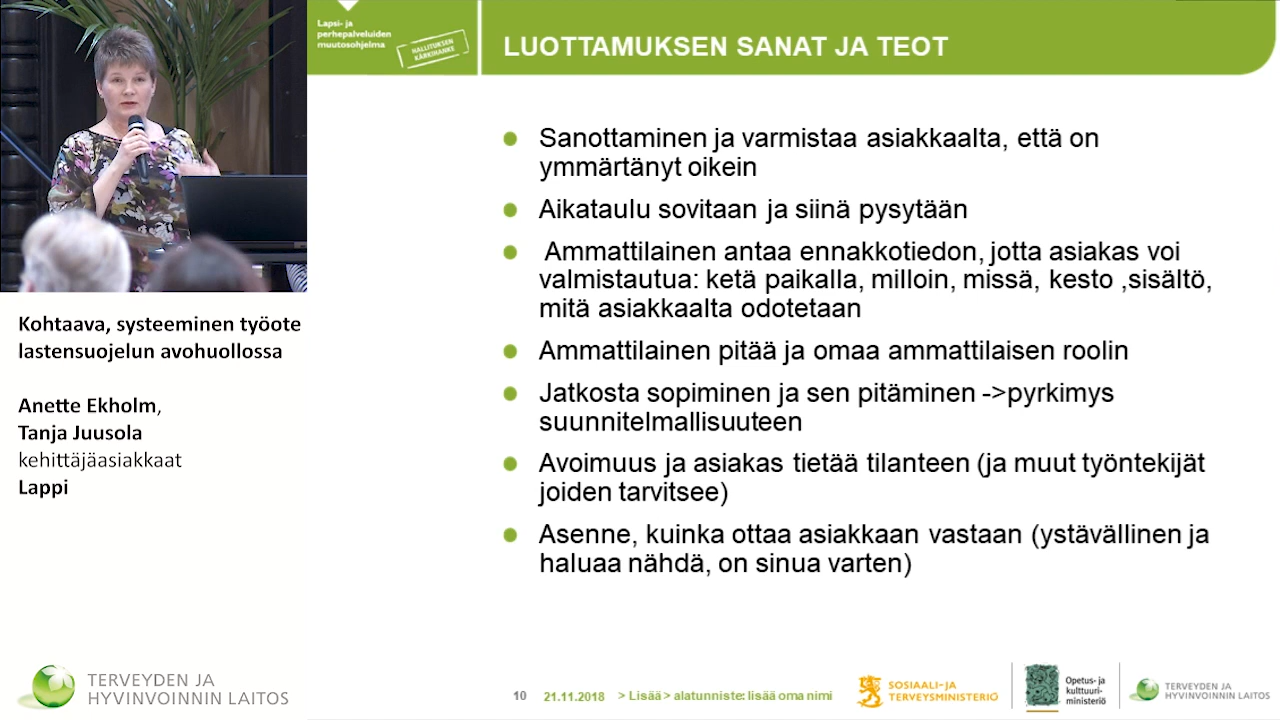 Lapsi- ja
perhepalveluiden
muutosohjelma
HALLITUKSEN
KÄRKIHANKE
LUOTTAMUKSEN SANAT JA TEOT
Sanottaminen ja varmistaa asiakkaalta, että on
ymmärtänyt oikein
Aikataulu sovitaan ja siinä pysytään
Ammattilainen antaa ennakkotiedon, jotta asiakas voi
valmistautua: ketä paikalla, milloin, missä, kesto ,sisältö,
mitä asiakkaalta odotetaan
Ammattilainen pitää ja omaa ammattilaisen roolin
Jatkosta sopiminen ja sen pitäminen ->pyrkimys
suunnitelmallisuuteen
Avoimuus ja asiakas tietää tilanteen (ja muut työntekijät
joiden tarvitsee)
Asenne, kuinka ottaa asiakkaan vastaan (ystävällinen ja
haluaa nähdä, on sinua varten)
Kohtaava, systeeminen työote
lastensuojelun avohuollossa
Anette Ekholm,
Tanja Juusola
kehittäjäasiakkaat
Lappi
TERVEYDEN JA
HYVINVOINNIN LAITOS
10 21.11.2018 > Lisää > alatunniste: lisää oma nimi
SOSIAALI- JA
TERVEYSMINISTERIÖ
Opetus- ja
kulttuuri-
ministeriö
TERVEYDEN JA
HYVINVOINNIN LAITOS